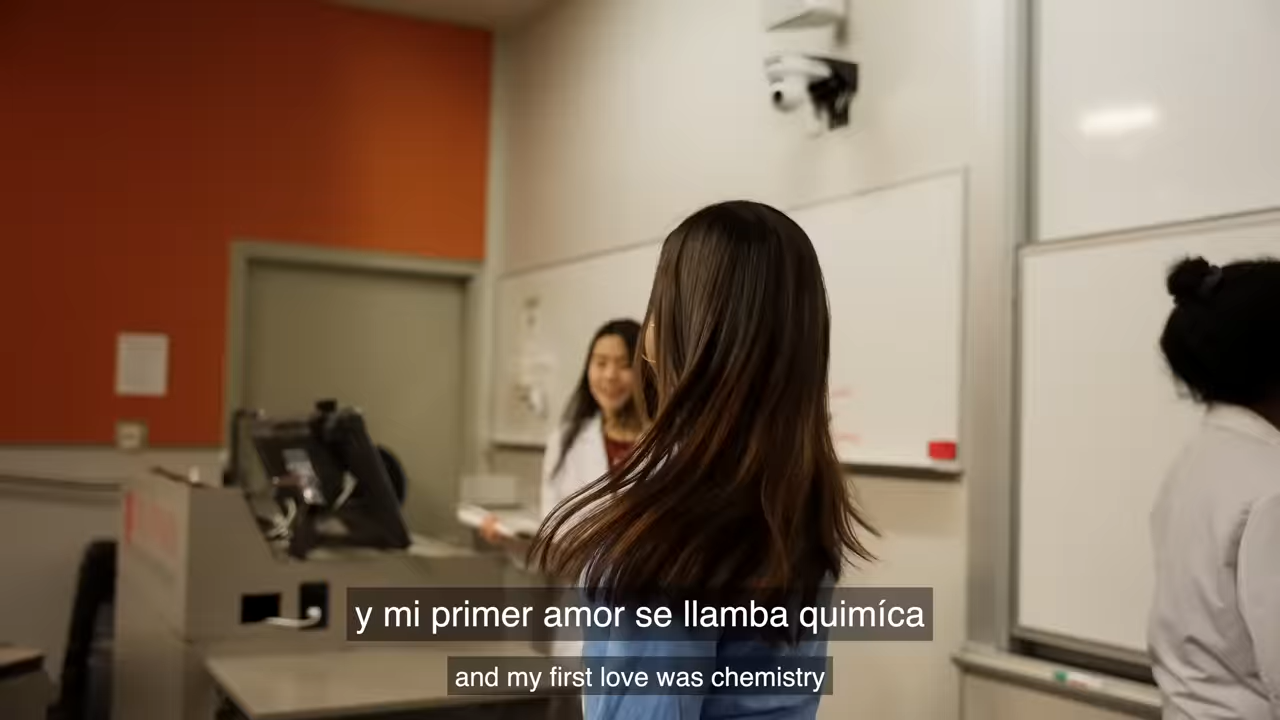 y mi primer amor se llamba quimíca
and my first love was chemistry